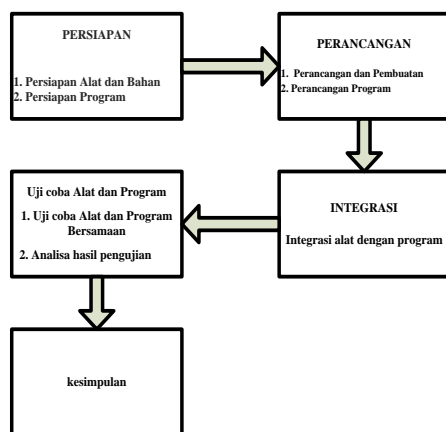 PERSIAPAN
1. Persiapan Alat dan Bahan
2. Persiapan Program
PERANCANGAN
1. Perancangan dan Pembuatan
2. Perancangan Program
INTEGRASI
Integrasi alat dengan program
Uji coba Alat dan Program
1. Uji coba Alat dan Program
Bersamaan
2. Analisa hasil pengujian
kesimpulan